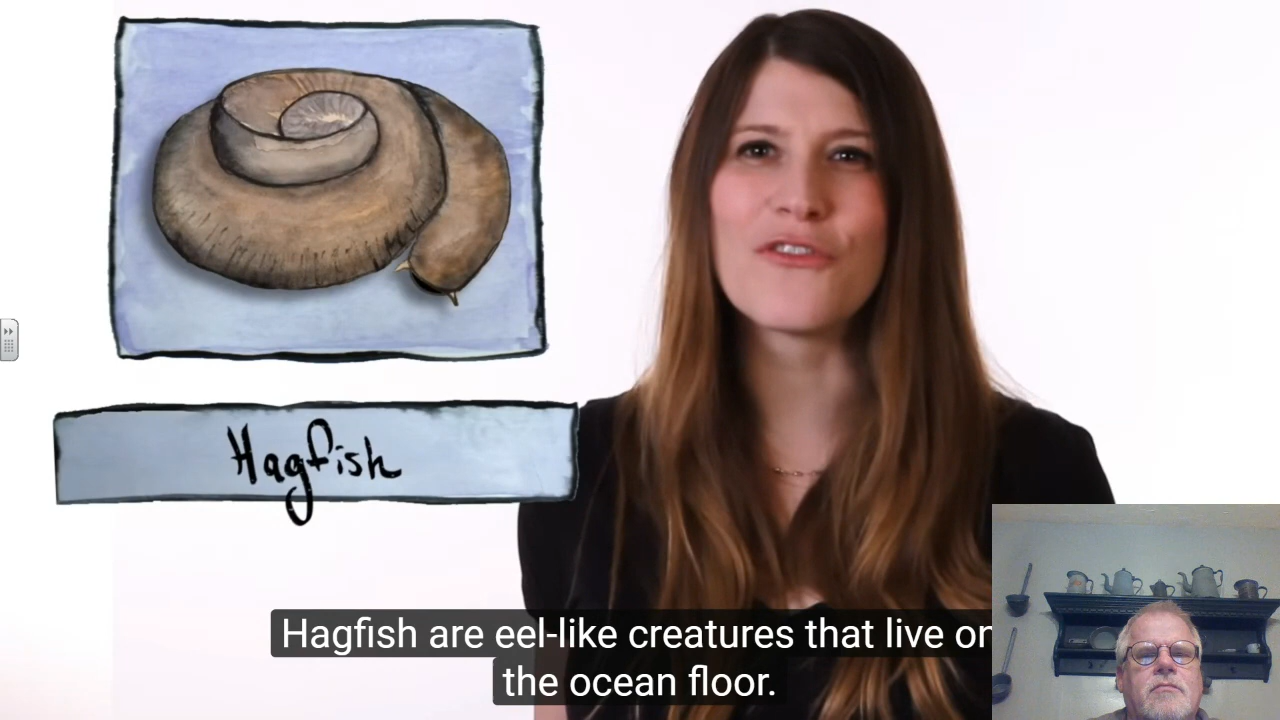 Hagfish
Hagfish are eel-like creatures that live on
the ocean floor.